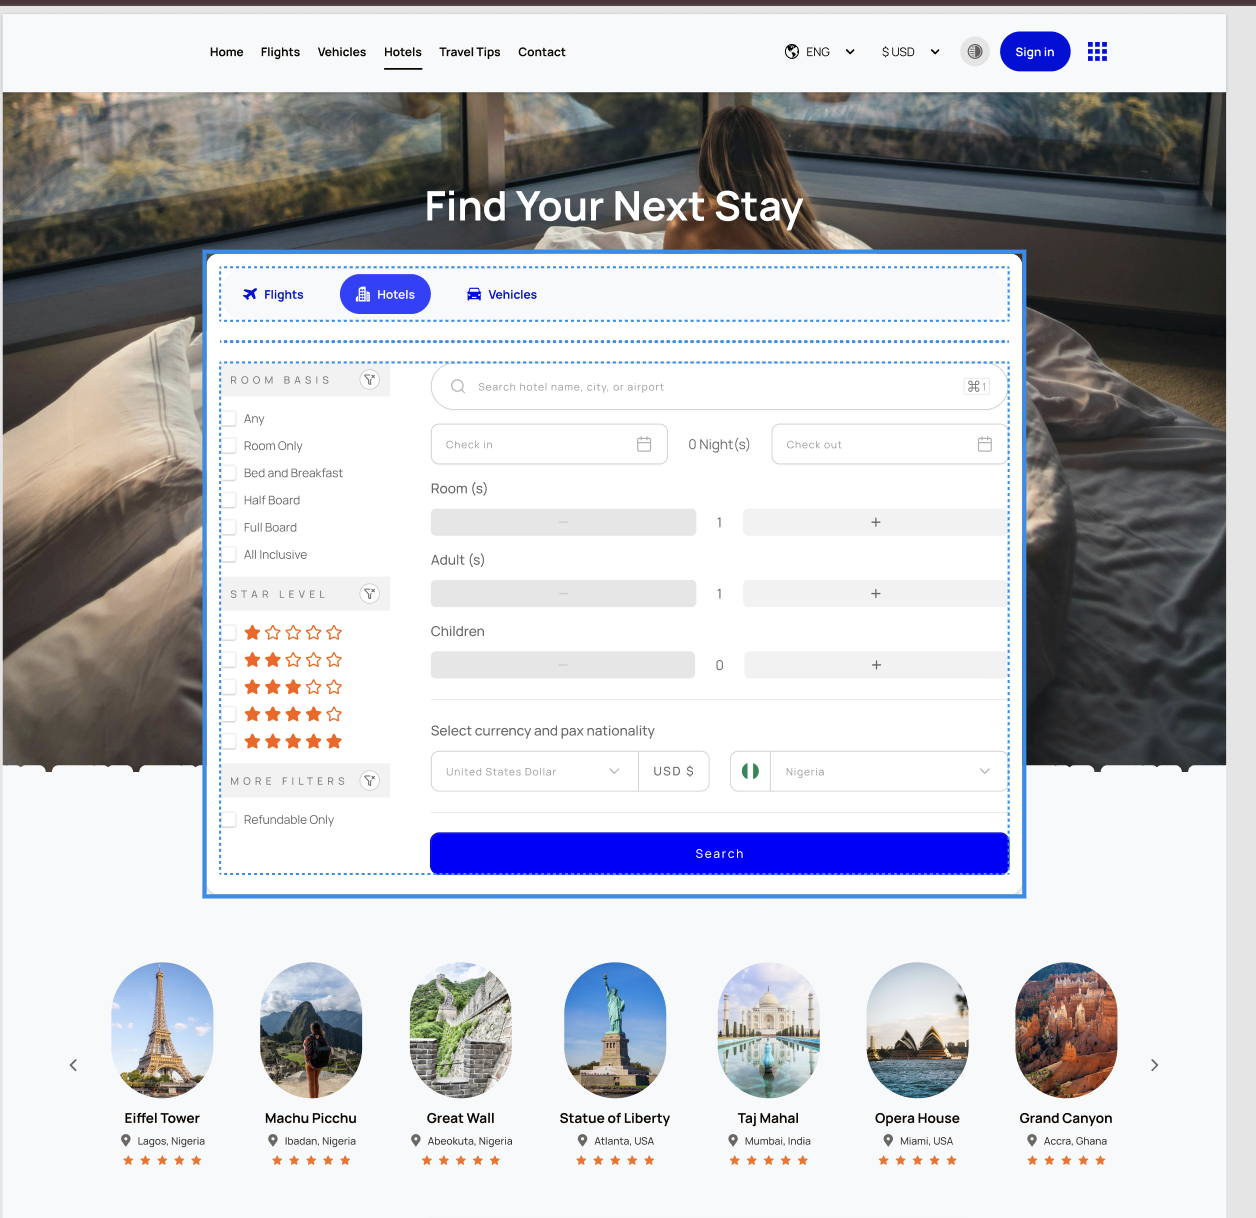 Home Flights Vehicles Hotels Travel Tips Contact ENG $ USD Sign in
Find Your Next Stay
Flights Hotels Vehicles
ROOM BASIS
Any
Room Only
Bed and Breakfast
Half Board
Full Board
All Inclusive
STAR LEVEL
MORE FILTERS
Refundable Only
Search hotel name, city, or airport ⌘1
Check in 0 Night(s) Check out
Room (s)
− 1 +
Adult (s)
− 1 +
Children
− 0 +
Select currency and pax nationality
United States Dollar USD $ Nigeria
Search
Eiffel Tower
Lagos, Nigeria
Machu Picchu
Ibadan, Nigeria
Great Wall
Abeokuta, Nigeria
Statue of Liberty
Atlanta, USA
Taj Mahal
Mumbai, India
Opera House
Miami, USA
Grand Canyon
Accra, Ghana